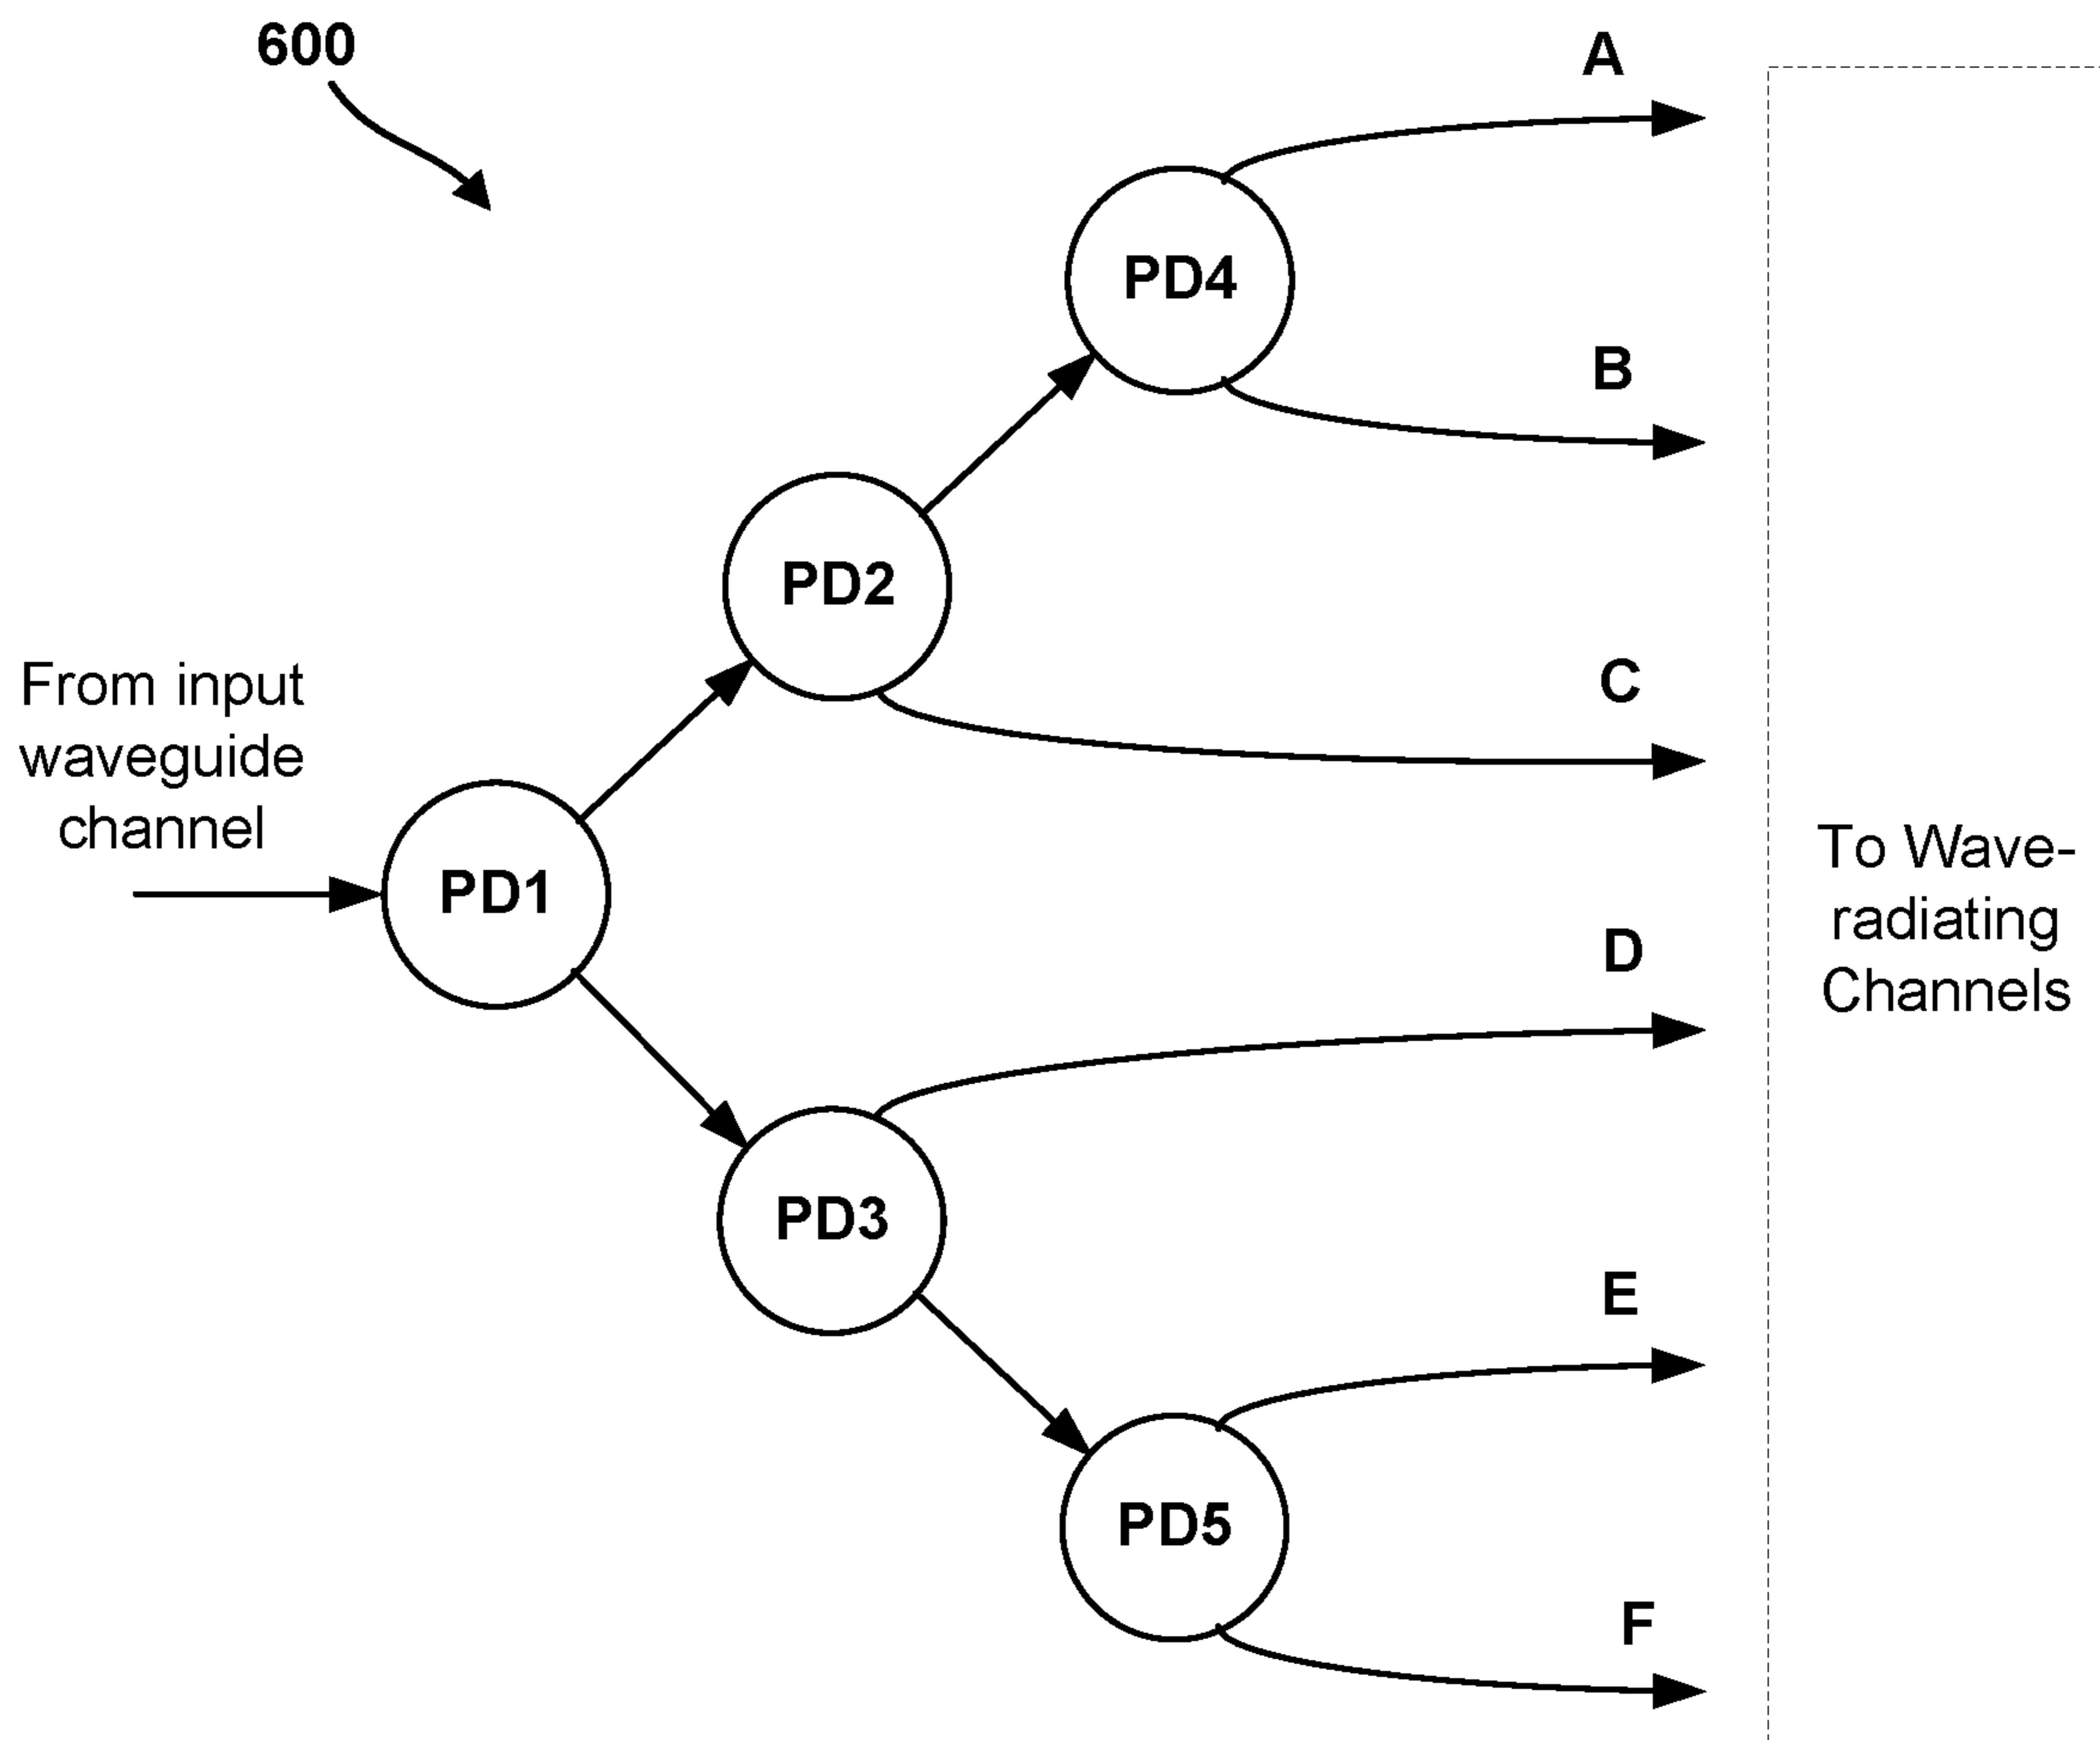 600
A
PD4
B
PD2
C
From input
waveguide
channel
PD1
To Wave-
radiating
Channels
D
PD3
E
PD5
F